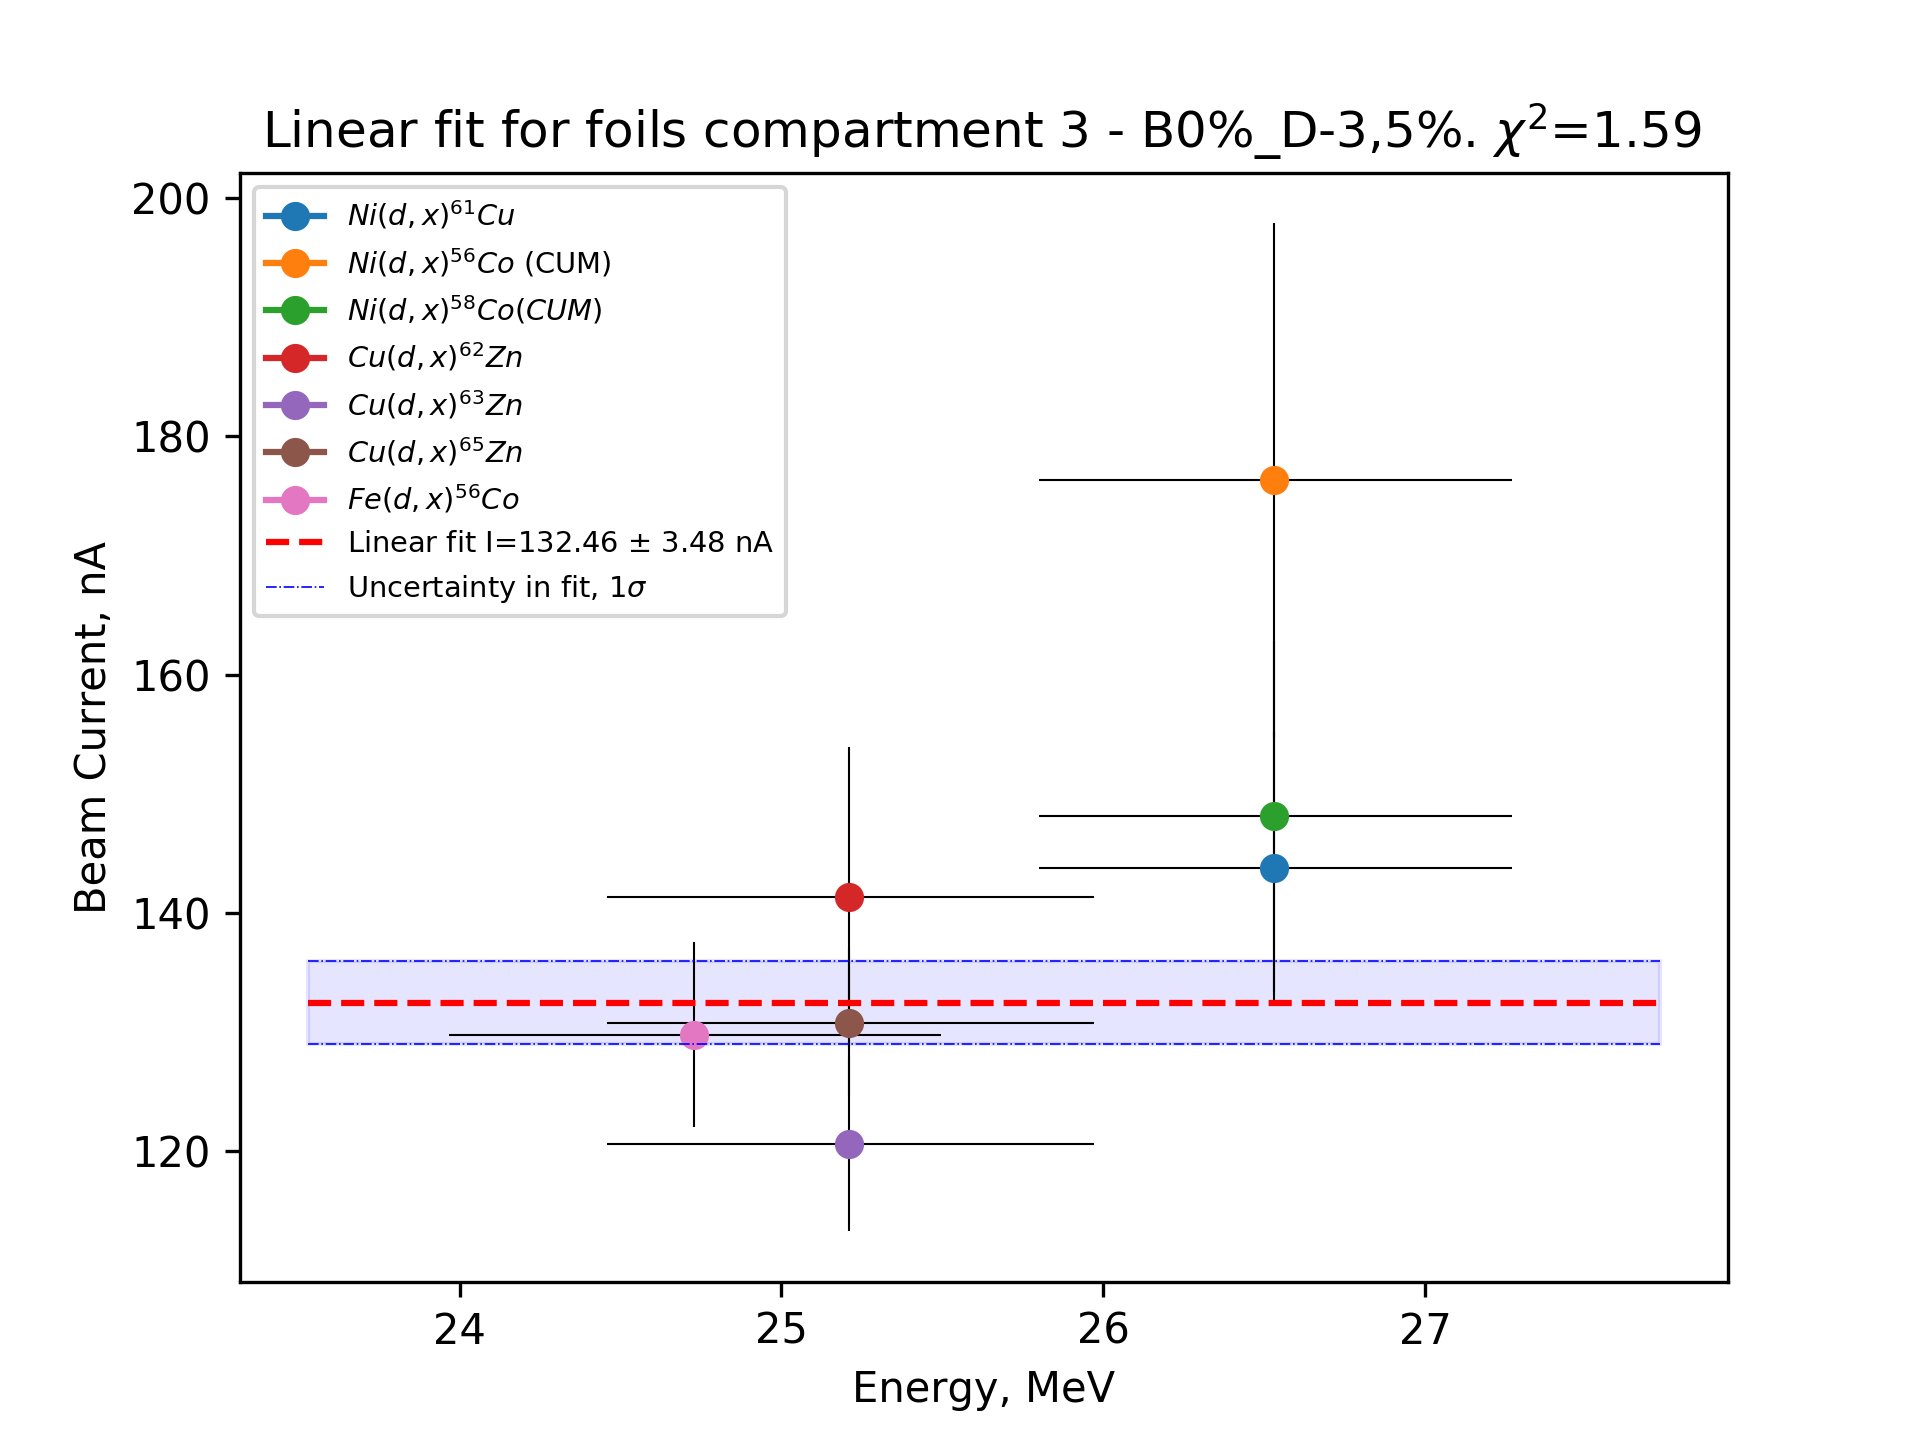 Linear fit for foils compartment 3 - B0%_D-3,5%. χ²=1.59
Beam Current, nA
200
180
160
140
120
Ni(d, x)⁶¹Cu
Ni(d, x)⁵⁶Co (CUM)
Ni(d, x)⁵⁸Co(CUM)
Cu(d, x)⁶²Zn
Cu(d, x)⁶³Zn
Cu(d, x)⁶⁵Zn
Fe(d, x)⁵⁶Co
Linear fit I=132.46 ± 3.48 nA
Uncertainty in fit, 1σ
24 25 26 27
Energy, MeV